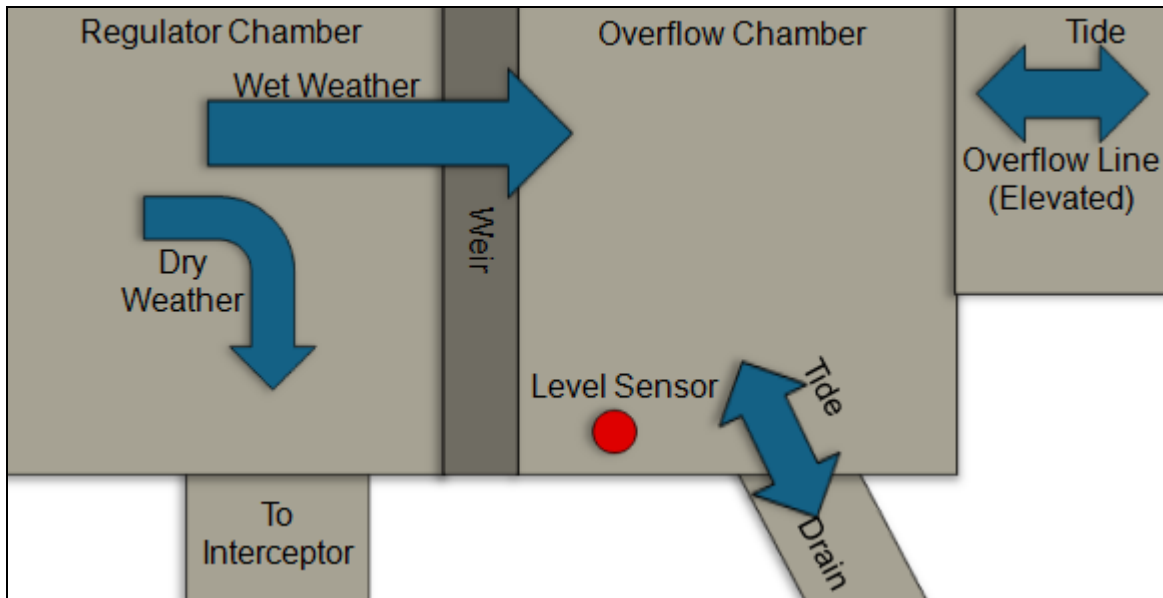 Regulator Chamber
Overflow Chamber
Tide
Wet Weather
Overflow Line
(Elevated)
Weir
Dry
Weather
Level Sensor
Tide
To
Interceptor
Drain